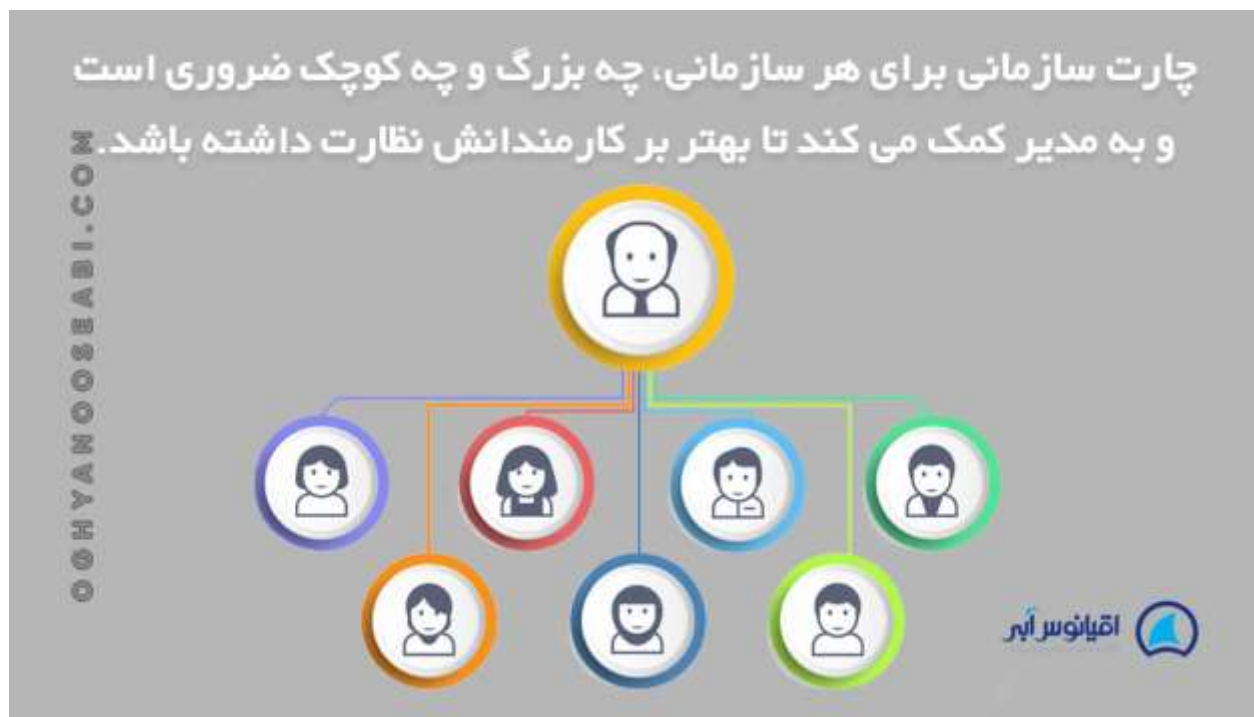 چارت سازمانی برای هر سازمانی، چه بزرگ و چه کوچک ضروری است
و به مدیر کمک می کند تا بهتر بر کارمندانش نظارت داشته باشد.
OGHYANOOSEABI.COM
اقیانوس آبی